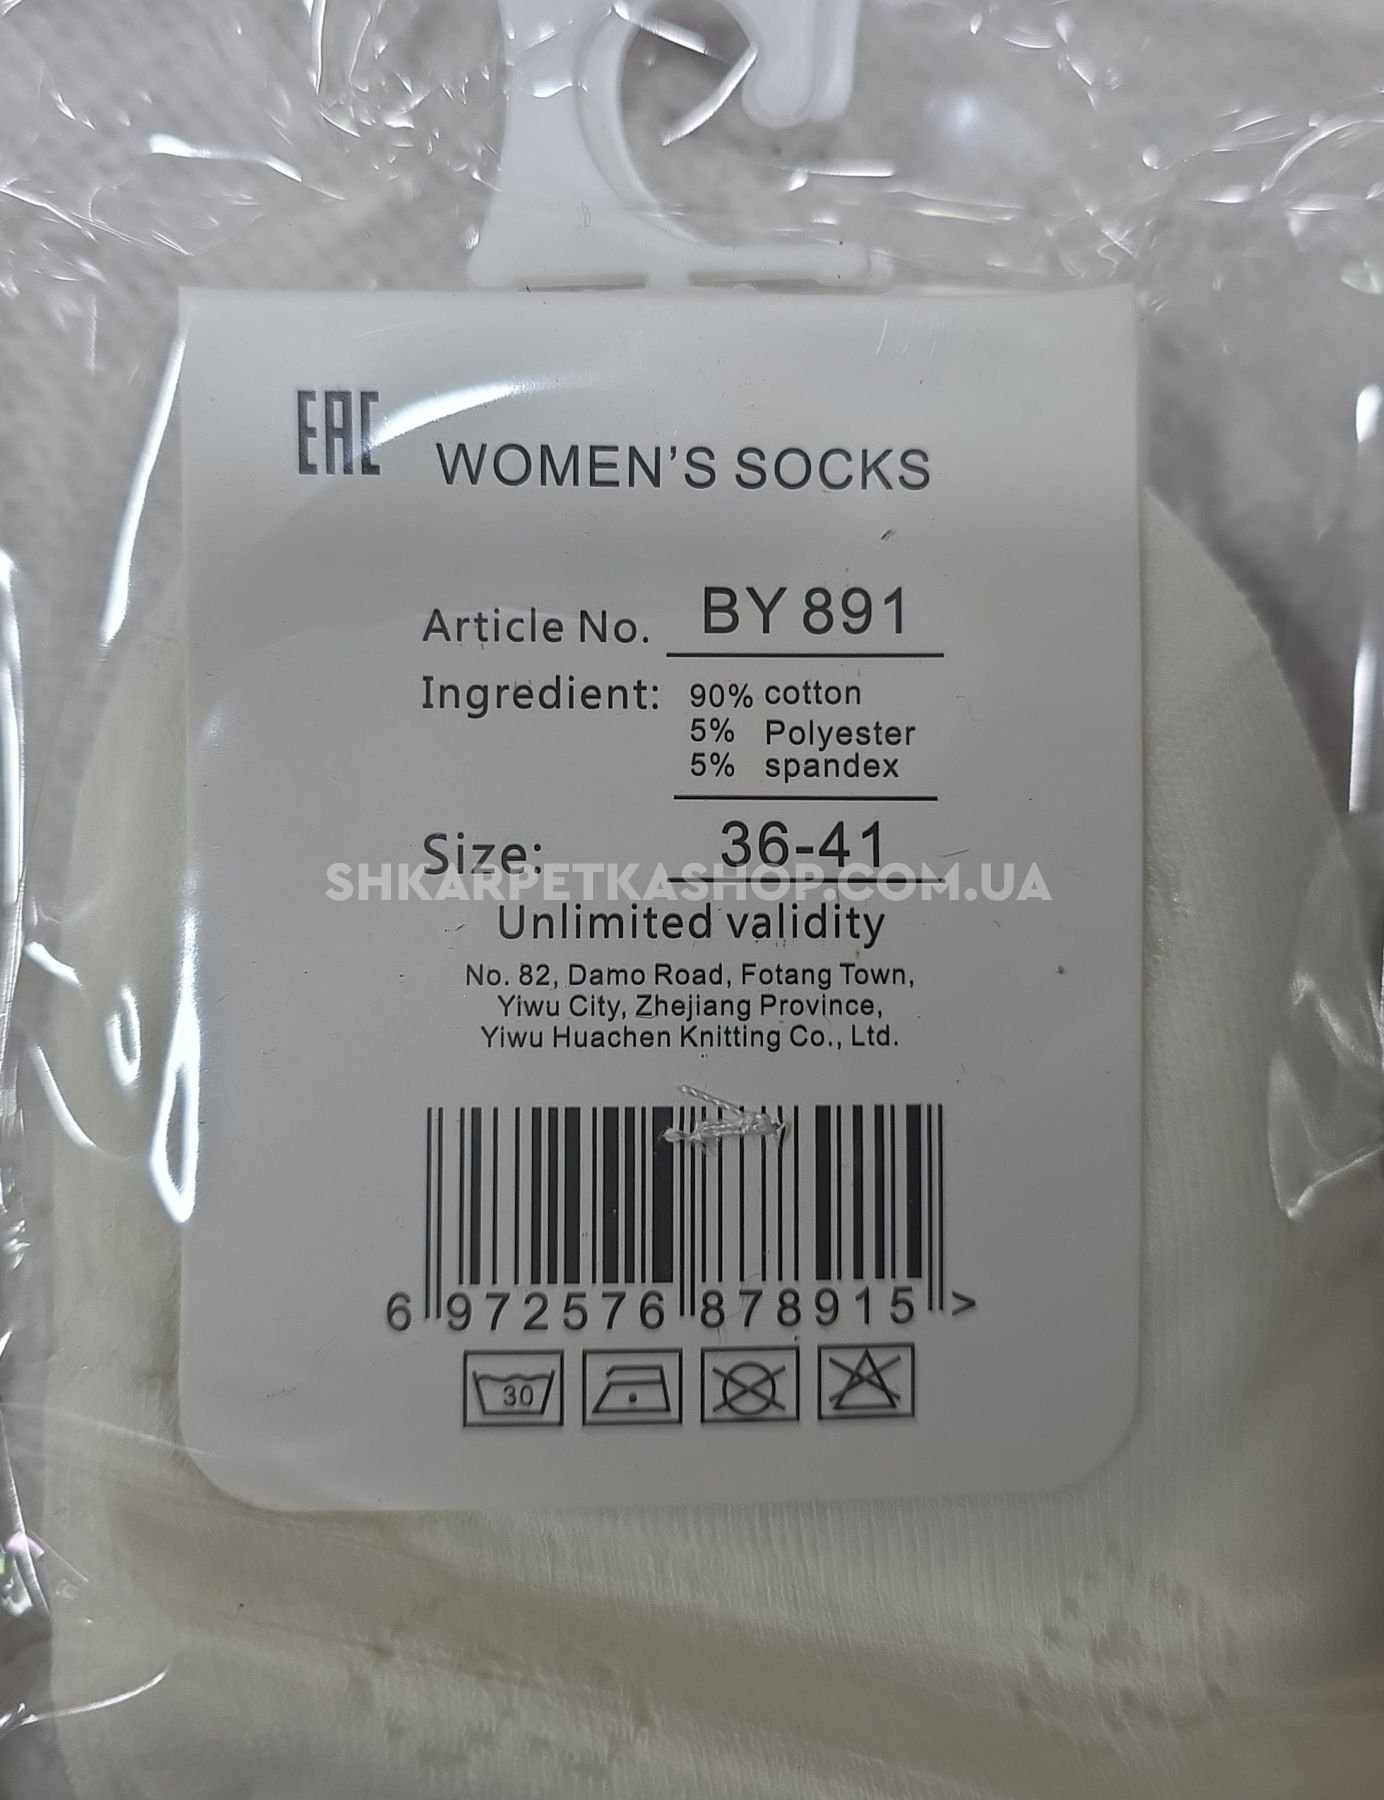 EAC
WOMEN'S SOCKS
Article No. BY 891
Ingredient: 90% cotton
5% Polyester
5% spandex
Size: 36-41
SHKARPETKASHOP.COM.UA
Unlimited validity
No. 82, Damo Road, Fotang Town,
Yiwu City, Zhejiang Province,
Yiwu Huachen Knitting Co., Ltd.
6 972576 878915 >
30